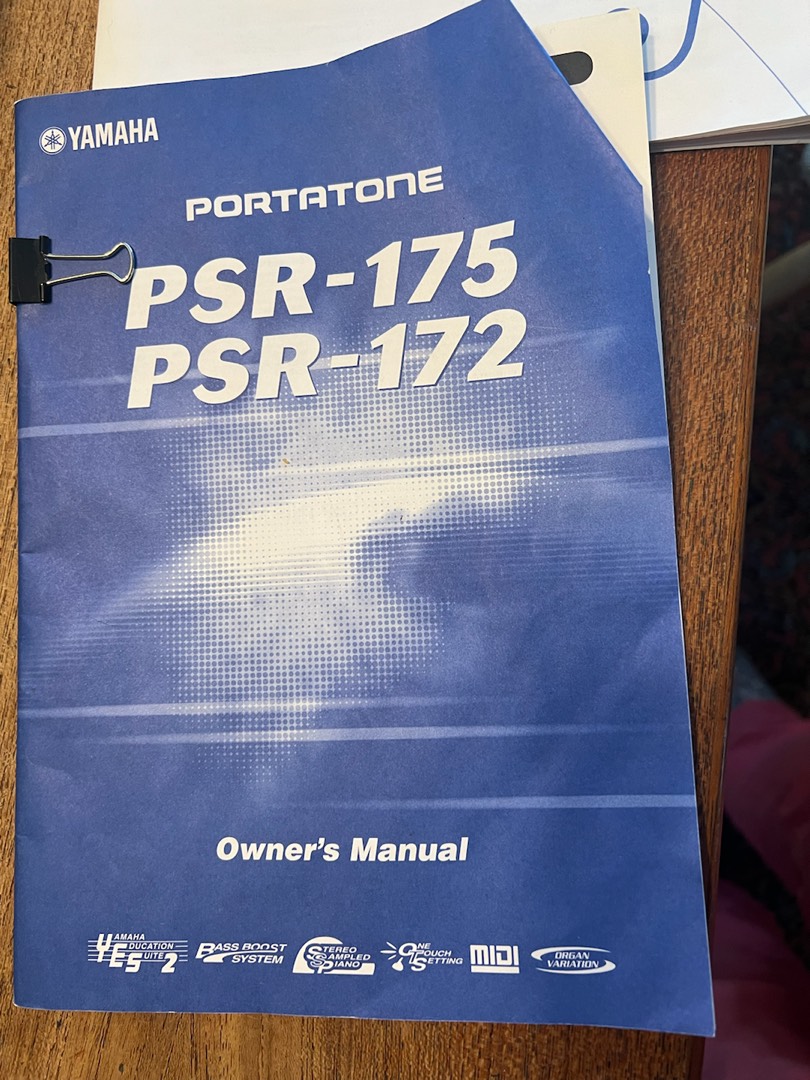 YAMAHA
PORTATONE
PSR-175
PSR-172
Owner's Manual
YAMAHA
EDUCATION
SUITE 2
BASS BOOST
SYSTEM
STEREO
SAMPLED
PIANO
ONE
TOUCH
SETTING
MIDI
ORGAN
VARIATION